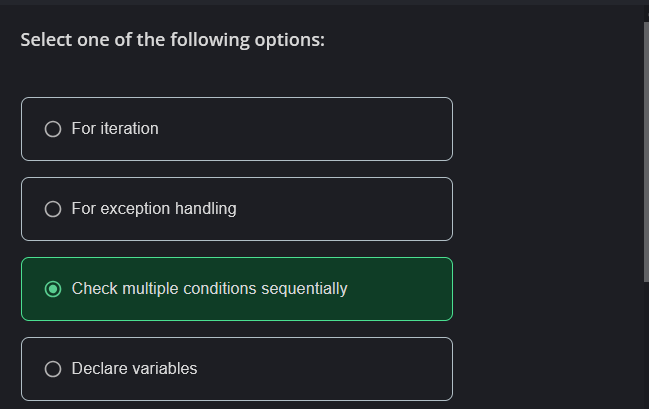 Select one of the following options:
For iteration
For exception handling
Check multiple conditions sequentially
Declare variables